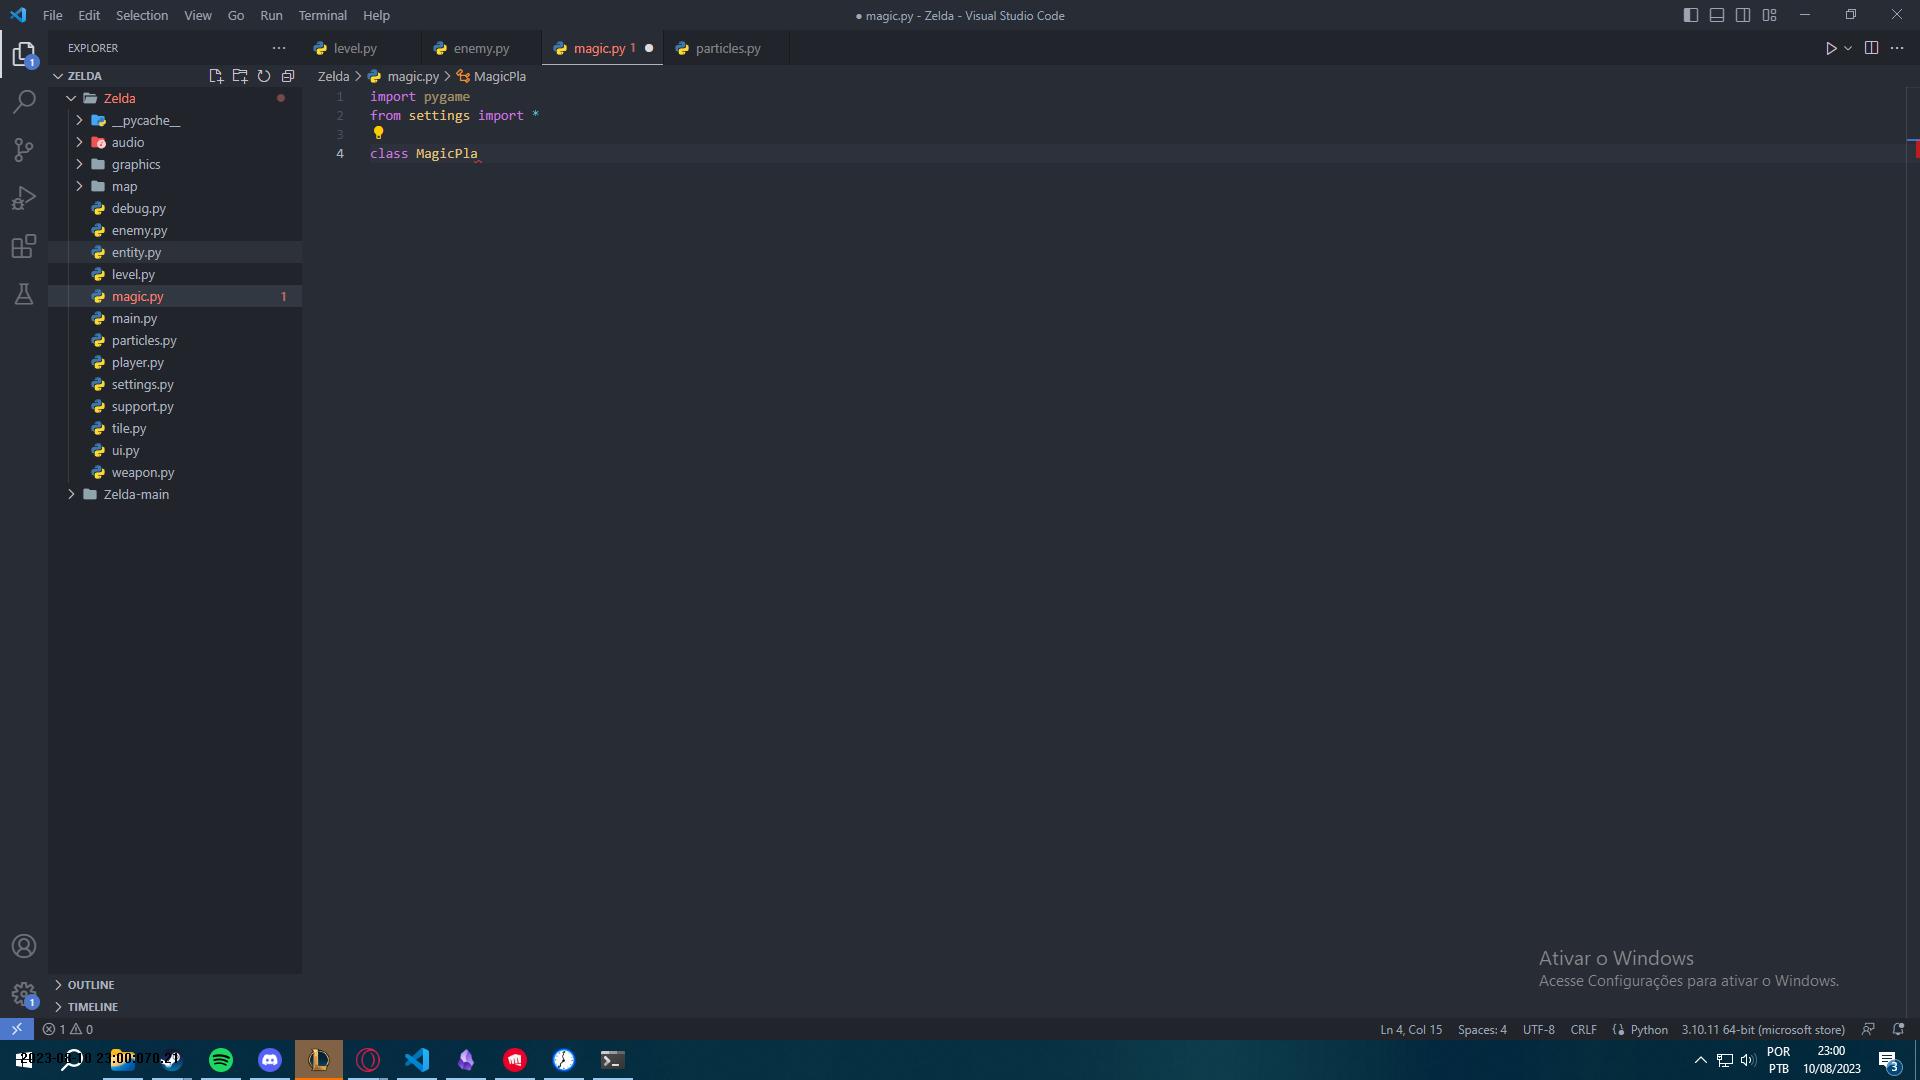 File Edit Selection View Go Run Terminal Help
● magic.py - Zelda - Visual Studio Code
EXPLORER
level.py
enemy.py
magic.py 1
particles.py
ZELDA
Zelda > magic.py > MagicPla
Zelda
__pycache__
audio
graphics
map
debug.py
enemy.py
entity.py
level.py
magic.py 1
main.py
particles.py
player.py
settings.py
support.py
tile.py
ui.py
weapon.py
Zelda-main
1 import pygame
2 from settings import *
3
4 class MagicPla
Ativar o Windows
Acesse Configurações para ativar o Windows.
OUTLINE
TIMELINE
1
1
1 0
Ln 4, Col 15 Spaces: 4 UTF-8 CRLF Python 3.10.11 64-bit (microsoft store)
POR
PTB
23:00
10/08/2023
3